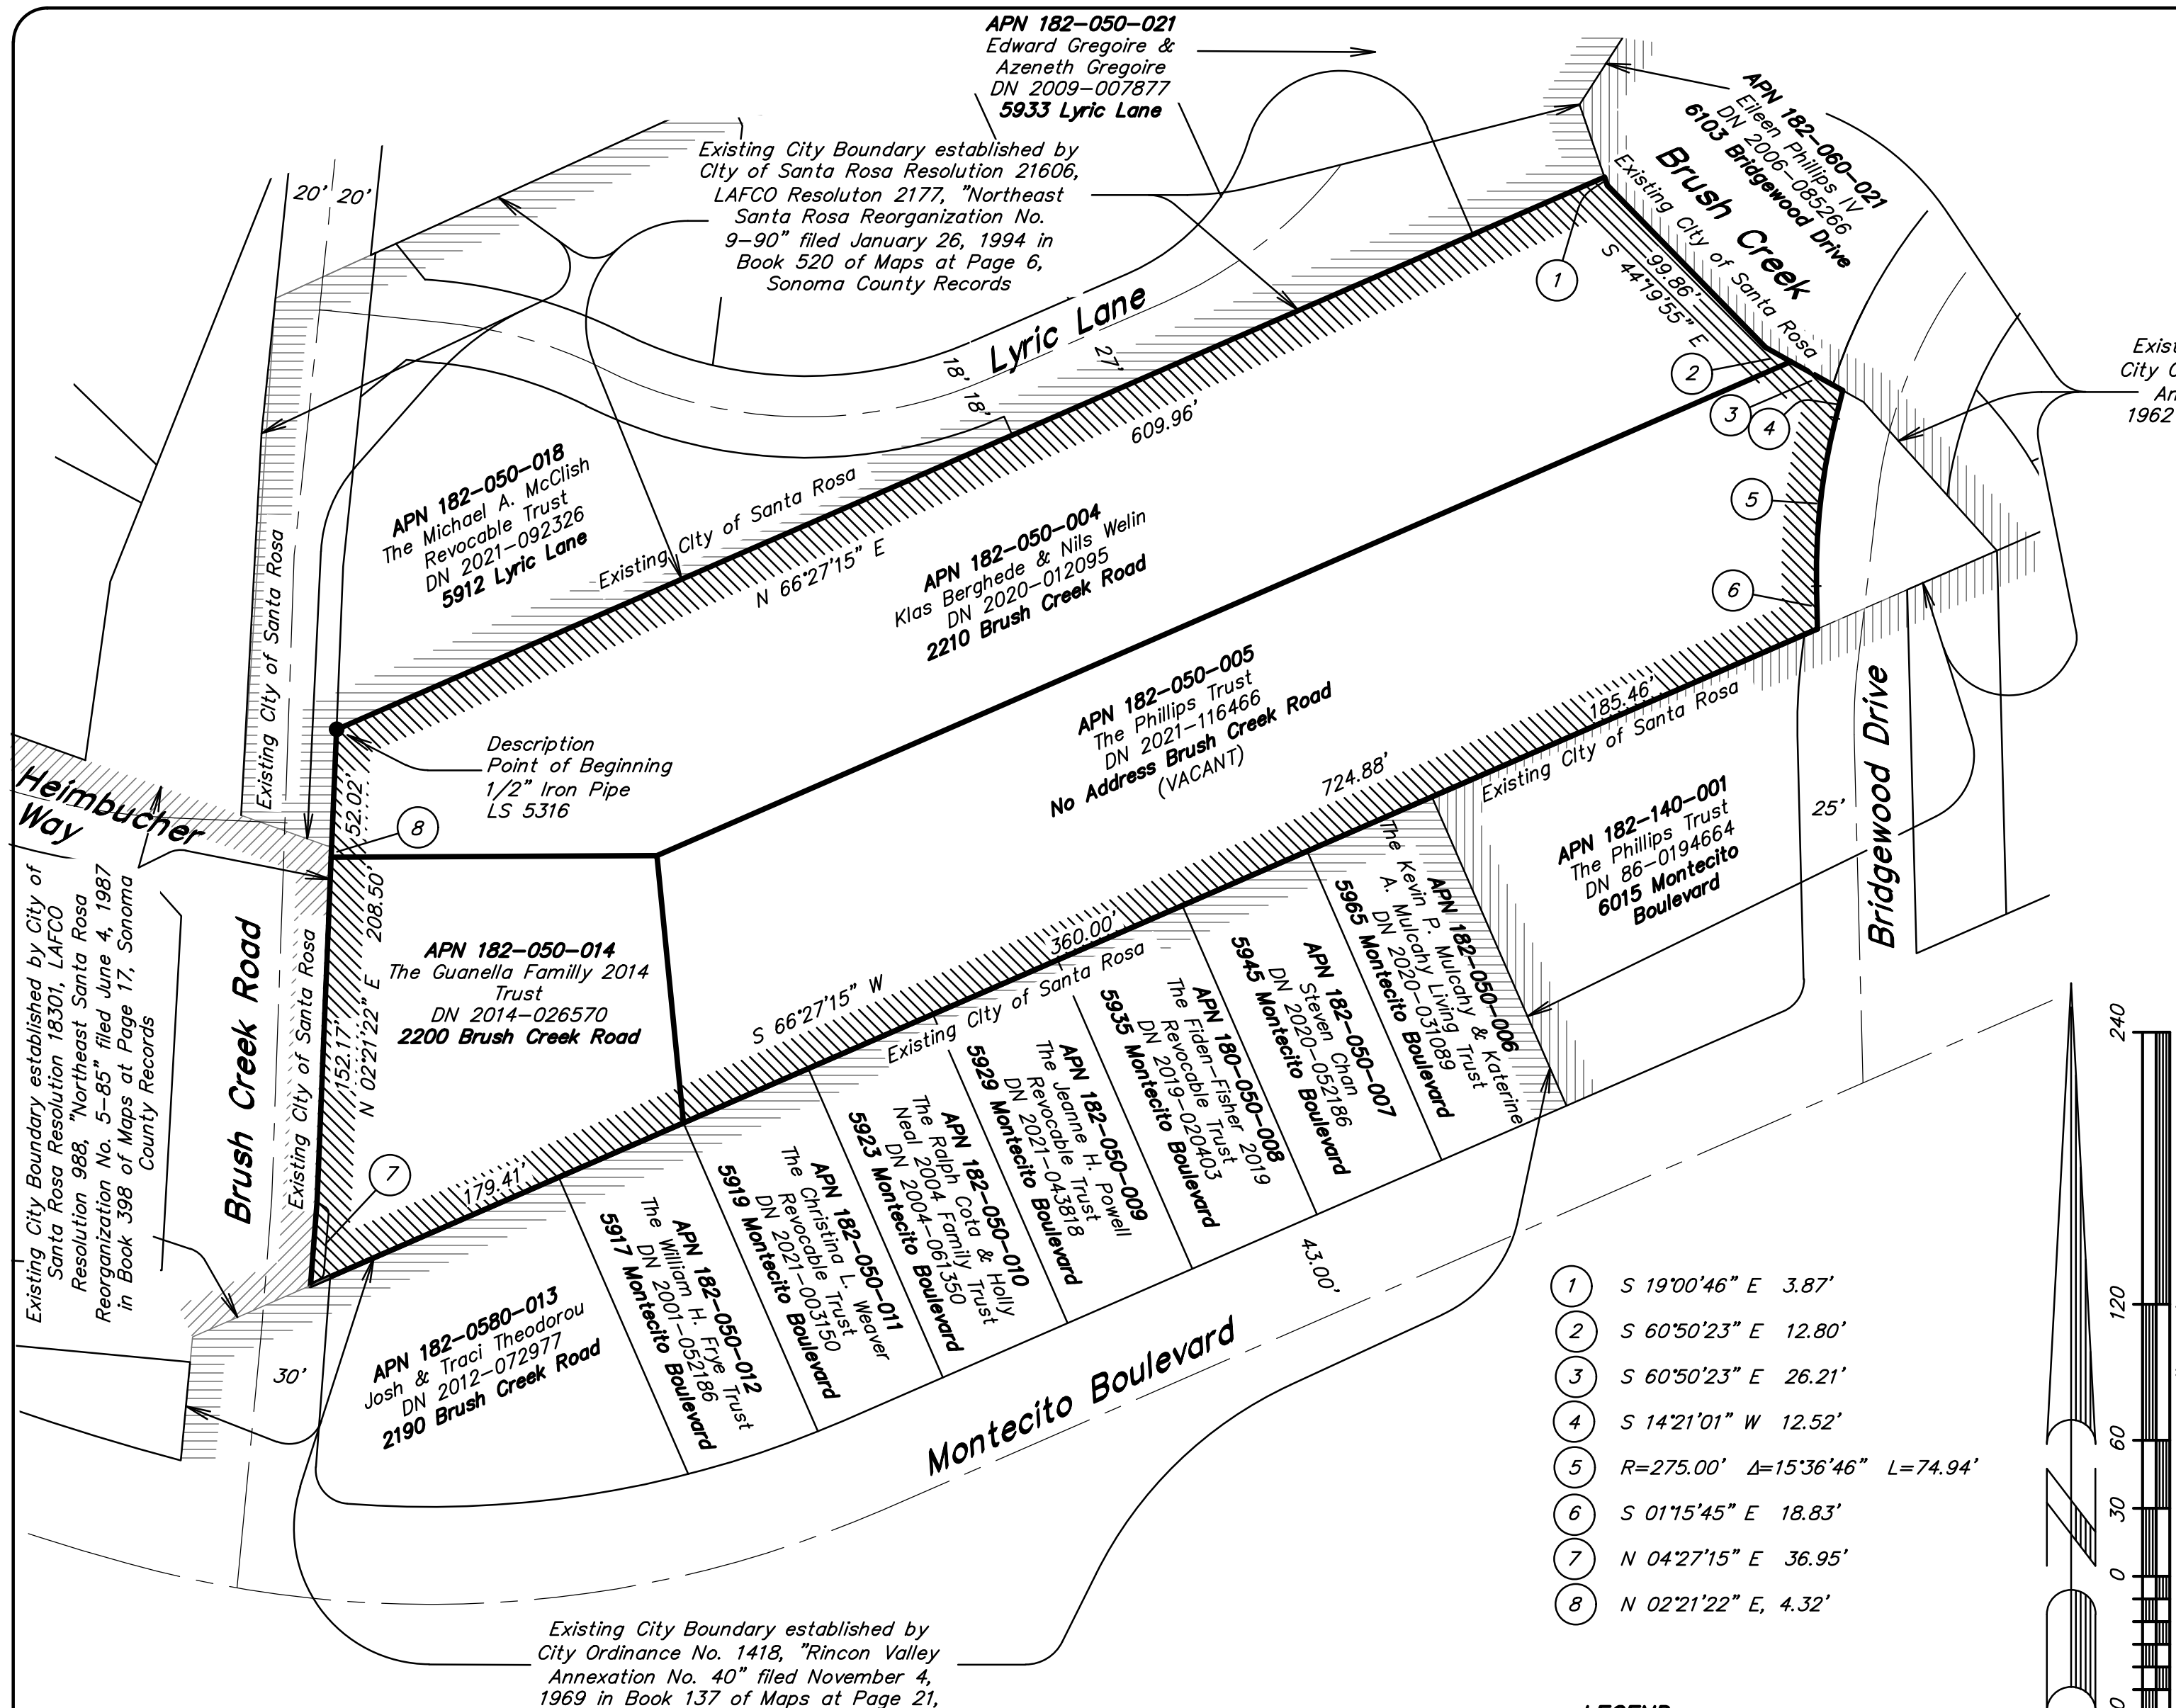 APN 182-050-021
Edward Gregoire &
Azeneth Gregoire
DN 2009-007877
5933 Lyric Lane
APN 182-060-021
Eileen Phillips IV
DN 2006-085266
6103 Bridgewood Drive
Brush Creek
Existing CIty of Santa Rosa
Existing City Boundary established by
CIty of Santa Rosa Resolution 21606,
LAFCO Resoluton 2177, "Northeast
Santa Rosa Reorganization No.
9-90" filed January 26, 1994 in
Book 520 of Maps at Page 6,
Sonoma County Records
20' 20'
Lyric Lane
18' 18'
27'
609.96'
N 66°27'15" E
Existing CIty of Santa Rosa
1
99.86'
S 44°19'55" E
2
3
4
5
6
Exist
City O
An
1962
APN 182-050-018
The Michael A. McClish
Revocable Trust
DN 2021-092326
5912 Lyric Lane
Existing CIty of Santa Rosa
APN 182-050-004
Klas Berghede & Nils Welin
DN 2020-012095
2210 Brush Creek Road
APN 182-050-005
The Phillips Trust
DN 2021-116466
No Address Brush Creek Road
(VACANT)
Description
Point of Beginning
1/2" Iron Pipe
LS 5316
Heimbucher
Way
52.02'
8
208.50'
152.17'
N 02°21'22" E
7
Brush Creek Road
Existing CIty of Santa Rosa
Existing City Boundary established by City of
Santa Rosa Resolution 18301, LAFCO
Resolution 988, "Northeast Santa Rosa
Reorganization No. 5-85" filed June 4, 1987
in Book 398 of Maps at Page 17, Sonoma
County Records
APN 182-050-014
The Guanella Familly 2014
Trust
DN 2014-026570
2200 Brush Creek Road
179.41'
S 66°27'15" W
360.00'
724.88'
185.46'
Existing CIty of Santa Rosa
Existing CIty of Santa Rosa
APN 182-140-001
The Phillips Trust
DN 86-0194664
6015 Montecito
Boulevard
25'
Bridgewood Drive
APN 182-050-006
The Kevin P. Mulcahy & Katerine
A. Mulcahy Living Trust
DN 2020-031089
5965 Montecito Boulevard
APN 182-050-007
Steven Chan
DN 2020-052186
5945 Montecito Boulevard
APN 180-050-008
The Fiden-Fisher 2019
Revocable Trust
DN 2019-020403
5935 Montecito Boulevard
APN 182-050-009
The Jeanne H. Powell
Revocable Trust
DN 2021-043818
5929 Montecito Boulevard
APN 182-050-010
The Ralph Cota & Holly
Neal 2004 Family Trust
DN 2004-061350
5923 Montecito Boulevard
APN 182-050-011
The Christina L. Weaver
Revocable Trust
DN 2021-003150
5919 Montecito Boulevard
APN 182-050-012
The William H. Frye Trust
DN 2001-052186
5917 Montecito Boulevard
APN 182-0580-013
Josh & Traci Theodorou
DN 2012-072977
2190 Brush Creek Road
30'
43.00'
Montecito Boulevard
Existing City Boundary established by
City Ordinance No. 1418, "Rincon Valley
Annexation No. 40" filed November 4,
1969 in Book 137 of Maps at Page 21,
1 S 19°00'46" E 3.87'
2 S 60°50'23" E 12.80'
3 S 60°50'23" E 26.21'
4 S 14°21'01" W 12.52'
5 R=275.00' Δ=15°36'46" L=74.94'
6 S 01°15'45" E 18.83'
7 N 04°27'15" E 36.95'
8 N 02°21'22" E, 4.32'
240
120
60
30
0